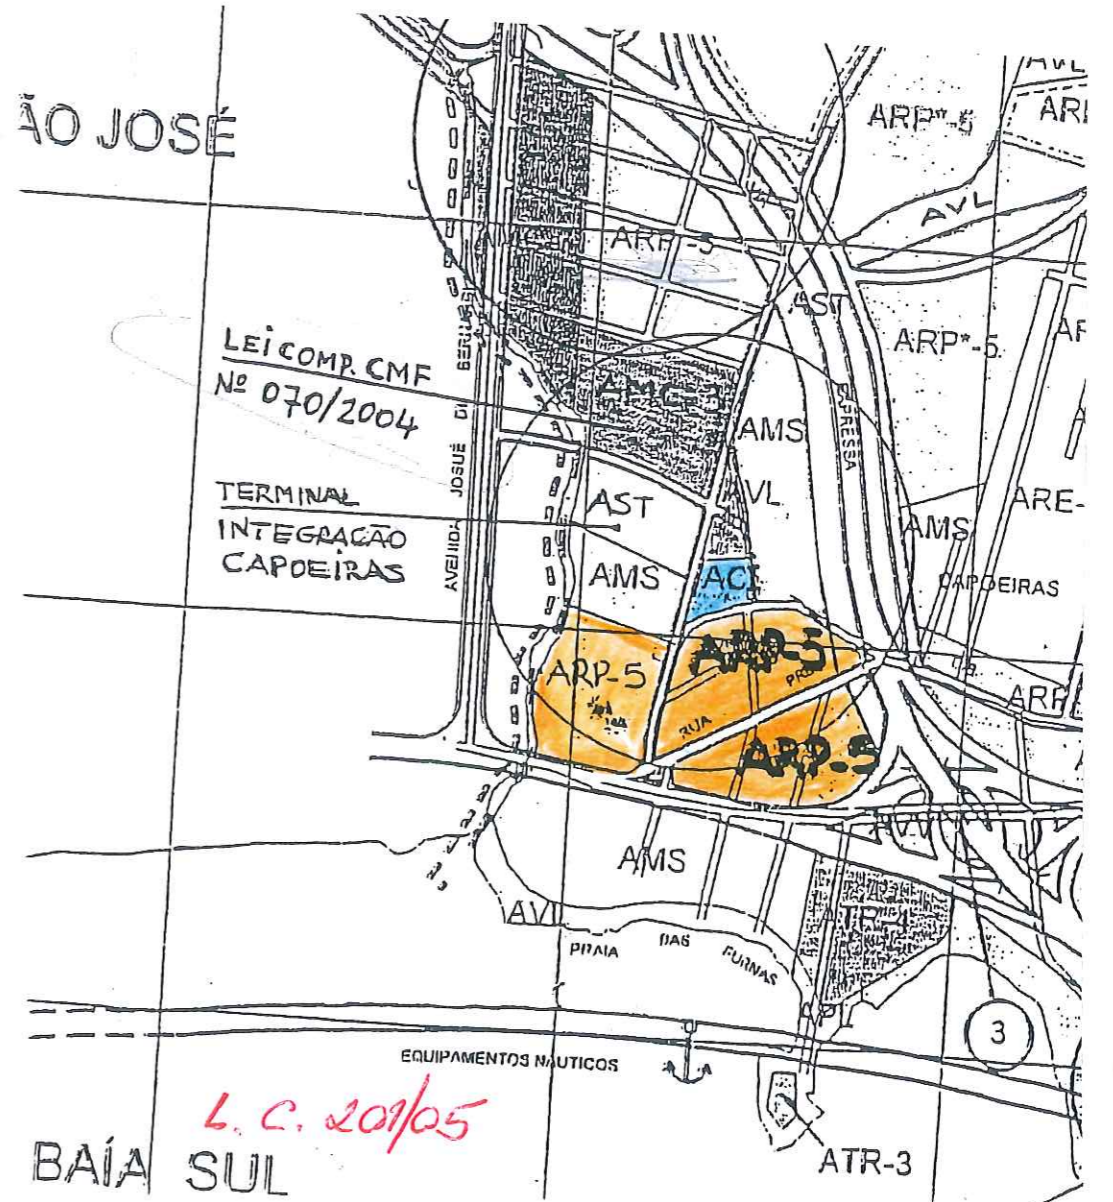 ÃO JOSÉ
AVL
ARP*-5
AVL
ARP-5
AST
ARP*-5
LEI COMP. CMF
Nº 070/2004
AMC-
AMS
EXPRESSA
AVENIDA JOSUÉ DI
TERMINAL
INTEGRAÇÃO
CAPOEIRAS
AST
AVL
AMS
ARE-
AMS
ACI
CAPOEIRAS
ARP-5
ARP-5
RUA
ARP-5
AMS
PRAIA DAS FURNAS
EQUIPAMENTOS NÁUTICOS
3
L.C. 201/05
BAÍA SUL
ATR-3